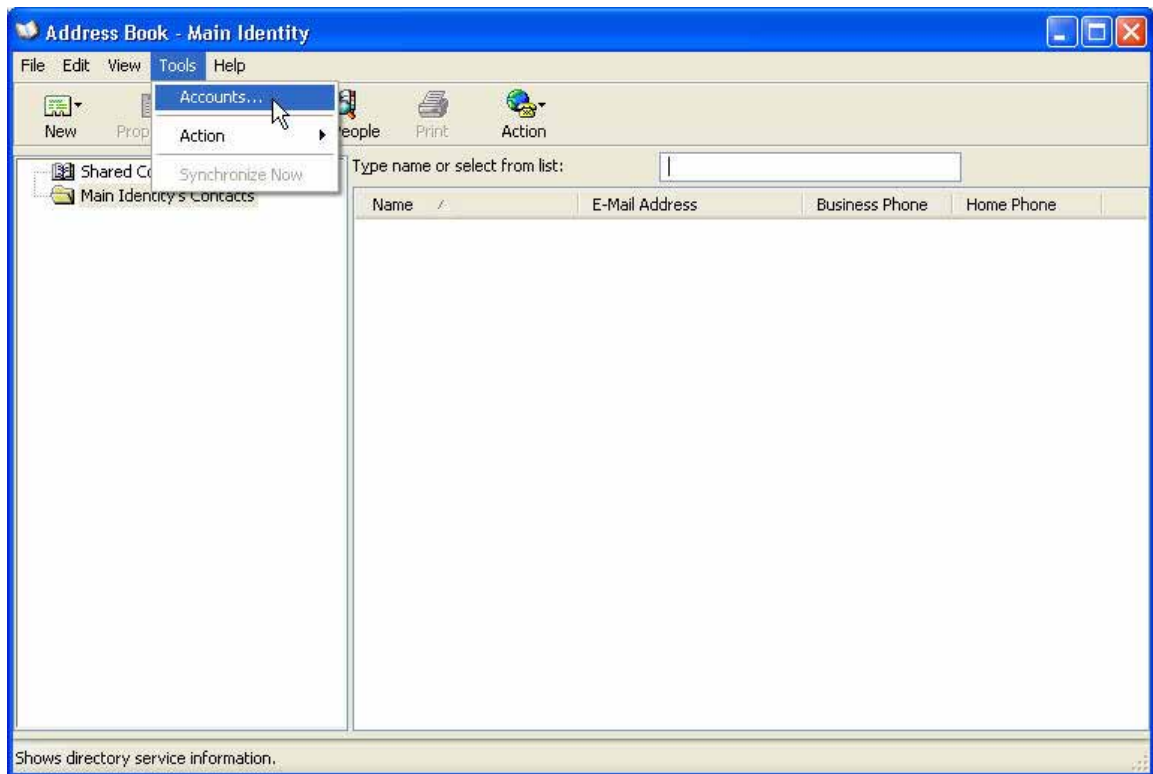 Address Book - Main Identity
File Edit View Tools Help
Accounts...
Action
Synchronize Now
New Prop eople Print Action
Shared Co
Main Identity's Contacts
Type name or select from list:
Name E-Mail Address Business Phone Home Phone
Shows directory service information.